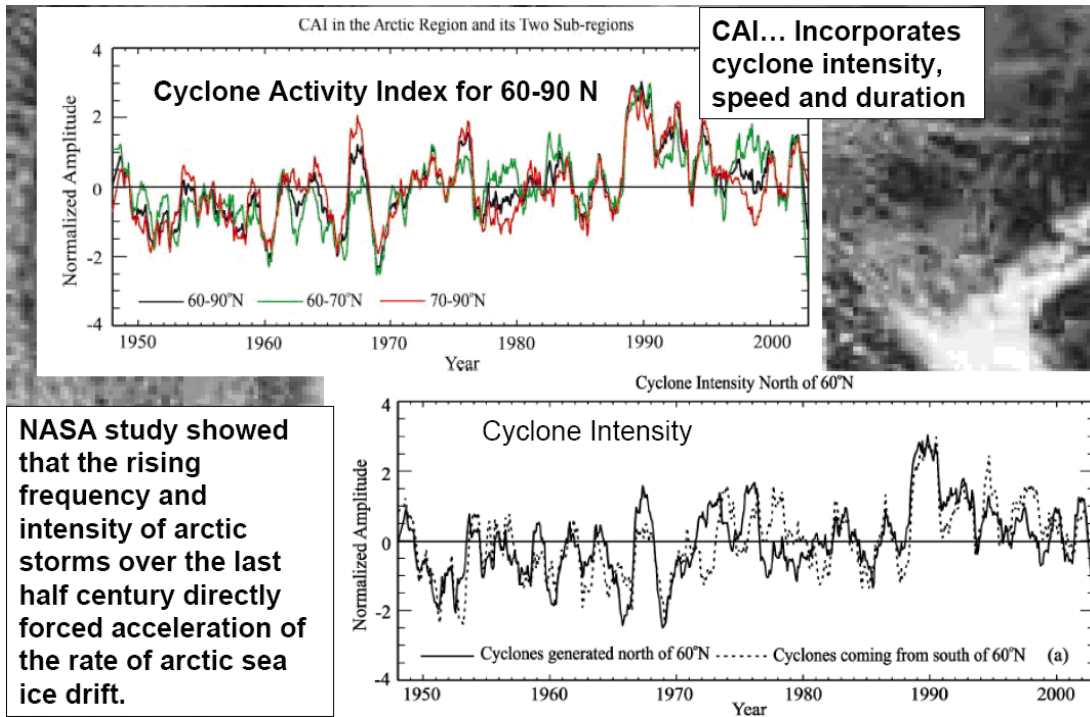 CAI in the Arctic Region and its Two Sub-regions
CAI… Incorporates
cyclone intensity,
speed and duration
Cyclone Activity Index for 60-90 N
Normalized Amplitude
4
2
0
-2
-4
60-90°N
60-70°N
70-90°N
1950
1960
1970
1980
1990
2000
Year
NASA study showed
that the rising
frequency and
intensity of arctic
storms over the last
half century directly
forced acceleration of
the rate of arctic sea
ice drift.
Cyclone Intensity North of 60°N
Cyclone Intensity
Normalized Amplitude
4
2
0
-2
-4
Cyclones generated north of 60°N
Cyclones coming from south of 60°N
(a)
1950
1960
1970
1980
1990
2000
Year